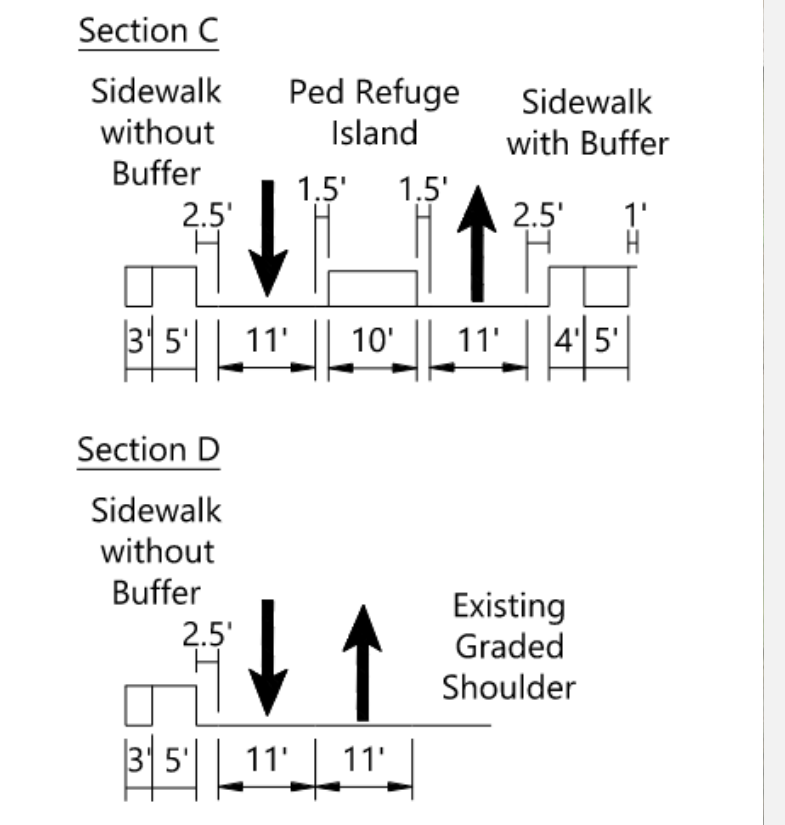 Section C
Sidewalk
without
Buffer
Ped Refuge
Island
Sidewalk
with Buffer
2.5'
1.5'
1.5'
2.5'
1'
3' 5' 11' 10' 11' 4' 5'
Section D
Sidewalk
without
Buffer
2.5'
Existing
Graded
Shoulder
3' 5' 11' 11'